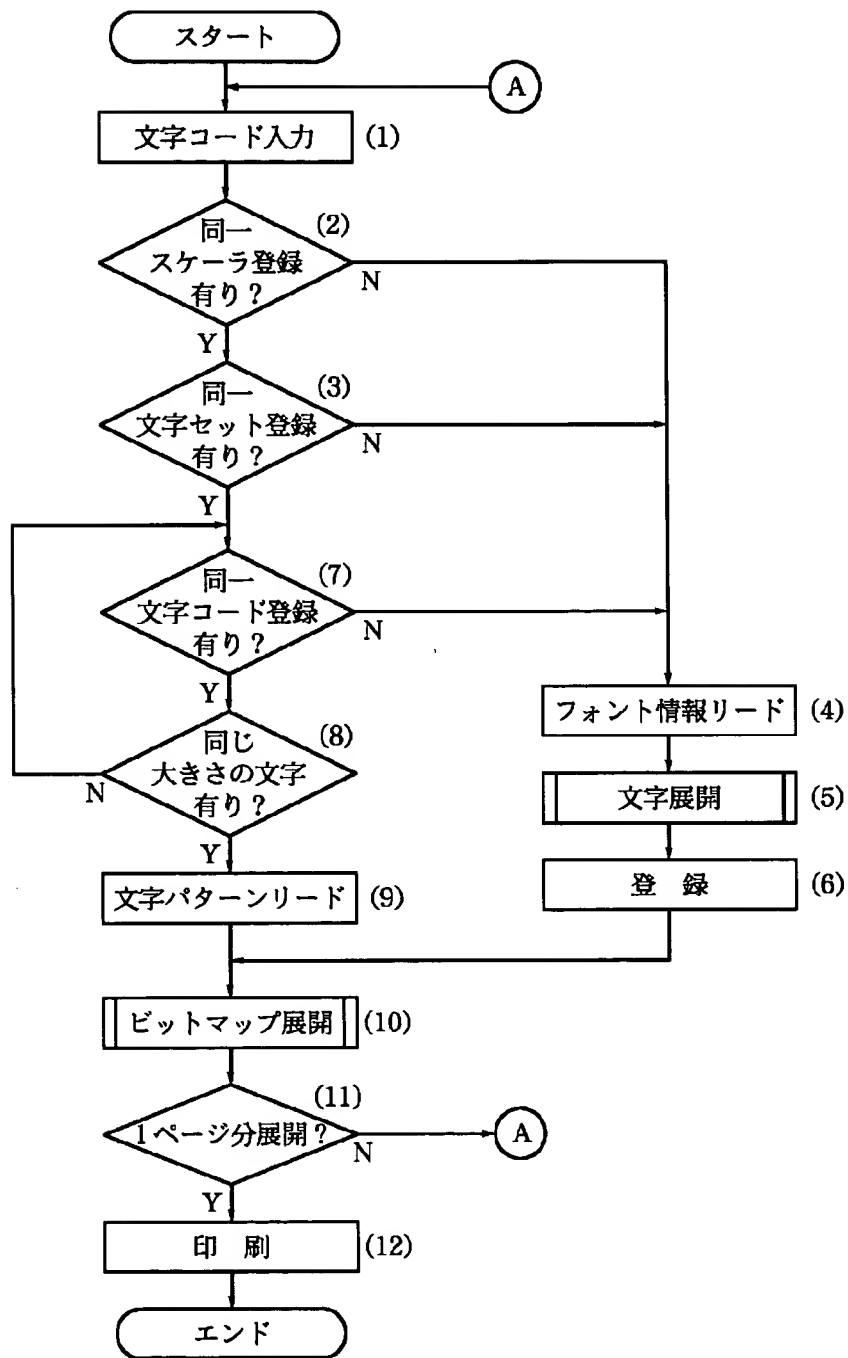 スタート
A
文字コード入力 (1)
(2)
同一
スケーラ登録
有り?
N
Y
(3)
同一
文字セット登録
有り?
N
Y
(7)
同一
文字コード登録
有り?
N
Y
フォント情報リード (4)
(8)
同じ
大きさの文字
有り?
N
Y
文字展開 (5)
文字パターンリード (9)
登 録 (6)
ビットマップ展開 (10)
(11)
1ページ分展開?
N
A
Y
印 刷 (12)
エンド